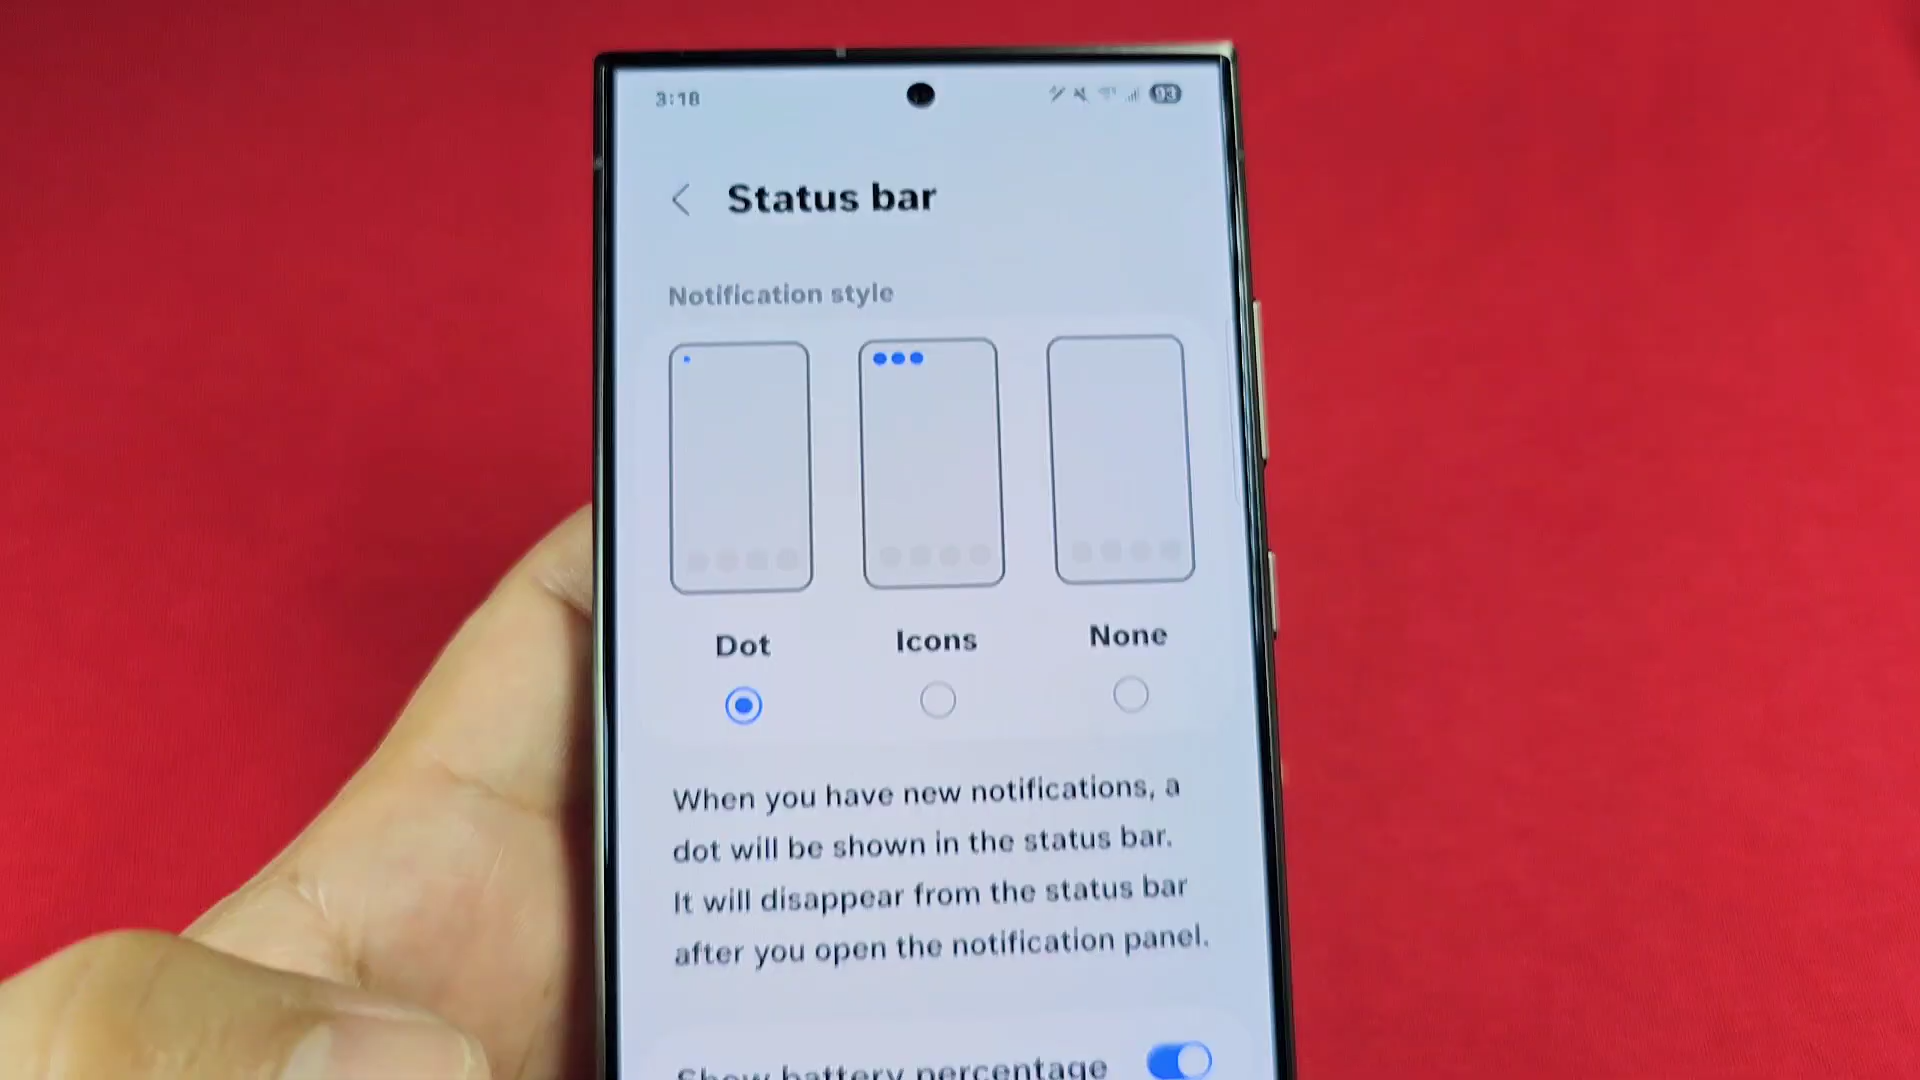 3:18
93
Status bar
Notification style
Dot
Icons
None
When you have new notifications, a
dot will be shown in the status bar.
It will disappear from the status bar
after you open the notification panel.
Show battery percentage